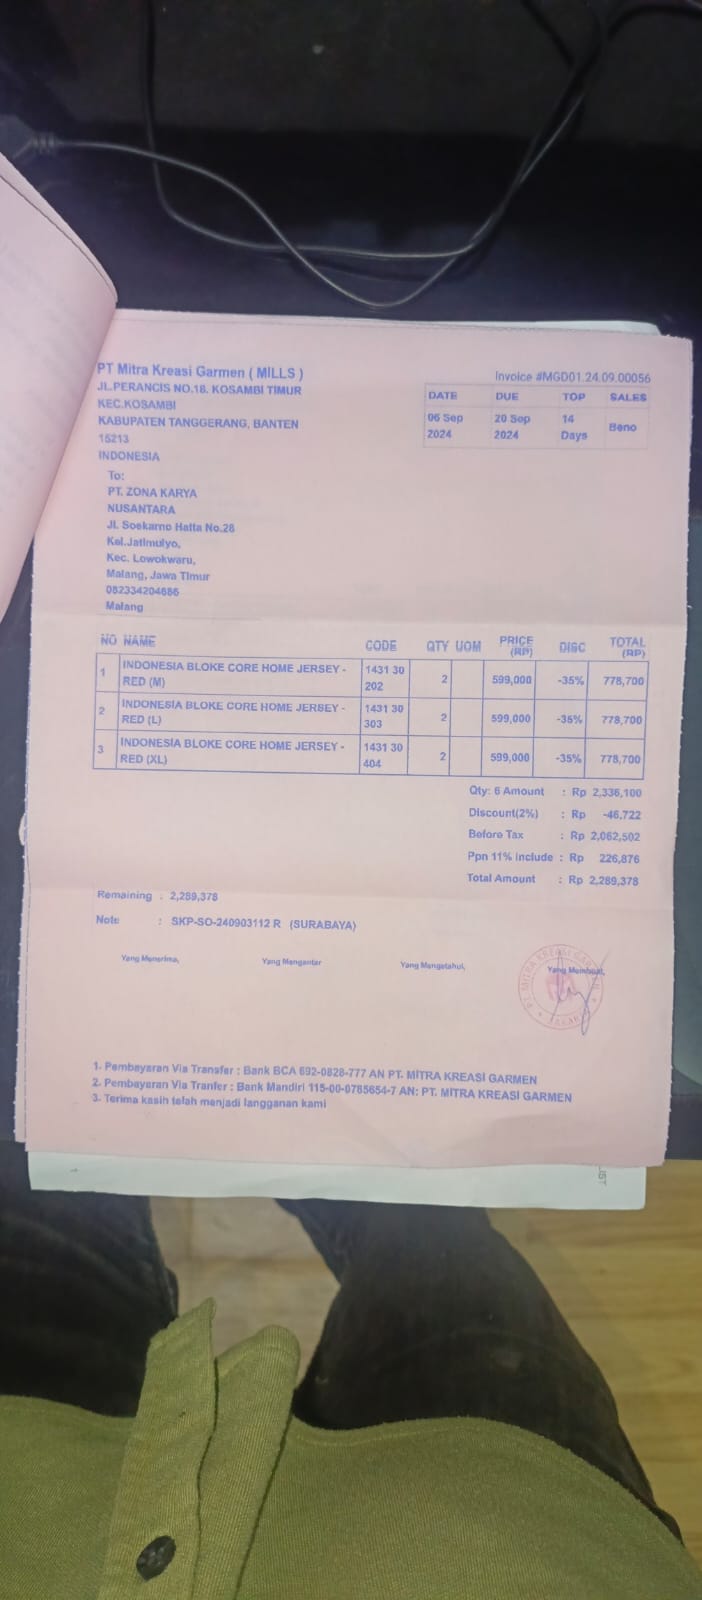 PT Mitra Kreasi Garmen ( MILLS )
JL.PERANCIS NO.18. KOSAMBI TIMUR
KEC.KOSAMBI
KABUPATEN TANGGERANG, BANTEN
15213
INDONESIA
Invoice #MGD01.24.09.00056
DATE DUE TOP SALES
06 Sep 2024 20 Sep 2024 14 Days Beno
To:
PT. ZONA KARYA
NUSANTARA
Jl. Soekarno Hatta No.28
Kel.Jatimulyo,
Kec. Lowokwaru,
Malang, Jawa Timur
082334204686
Malang
NO NAME CODE QTY UOM PRICE (RP) DISC TOTAL (RP)
1 INDONESIA BLOKE CORE HOME JERSEY - RED (M) 1431 30 202 2 599,000 -35% 778,700
2 INDONESIA BLOKE CORE HOME JERSEY - RED (L) 1431 30 303 2 599,000 -35% 778,700
3 INDONESIA BLOKE CORE HOME JERSEY - RED (XL) 1431 30 404 2 599,000 -35% 778,700
Qty: 6 Amount : Rp 2,336,100
Discount(2%) : Rp -46,722
Before Tax : Rp 2,062,502
Ppn 11% include : Rp 226,876
Total Amount : Rp 2,289,378
Remaining : 2,289,378
Note : SKP-SO-240903112 R (SURABAYA)
Yang Menerima, Yang Mengantar Yang Mengetahui, Yang Membuat,
PT. MITRA KREASI GARMEN
1. Pembayaran Via Transfer : Bank BCA 692-0828-777 AN PT. MITRA KREASI GARMEN
2. Pembayaran Via Tranfer : Bank Mandiri 115-00-0785654-7 AN: PT. MITRA KREASI GARMEN
3. Terima kasih telah menjadi langganan kami